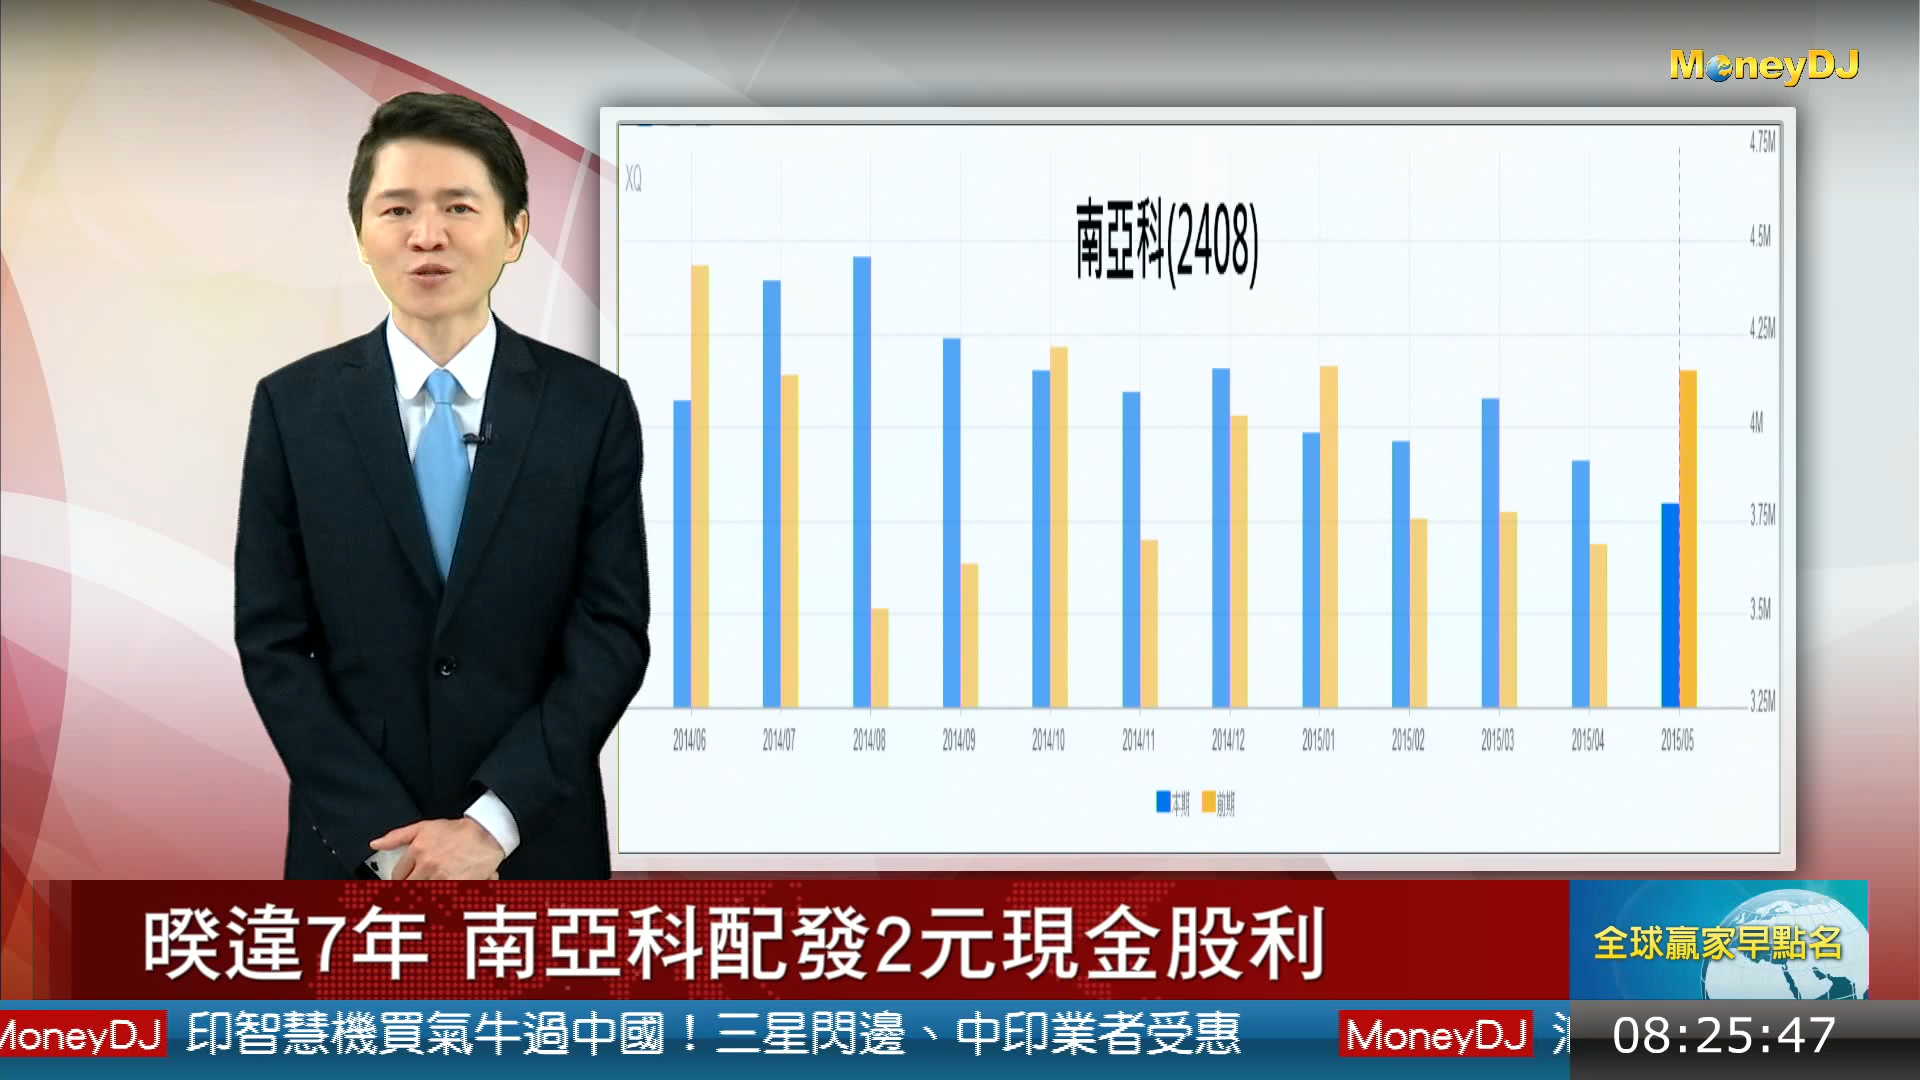 MoneyDJ
XQ
南亞科(2408)
4.75M
4.5M
4.25M
4M
3.75M
3.5M
3.25M
2014/06 2014/07 2014/08 2014/09 2014/10 2014/11 2014/12 2015/01 2015/02 2015/03 2015/04 2015/05
本期 前期
暌違7年 南亞科配發2元現金股利
全球贏家早點名
MoneyDJ 印智慧機買氣牛過中國！三星閃邊、中印業者受惠 MoneyDJ
08:25:47